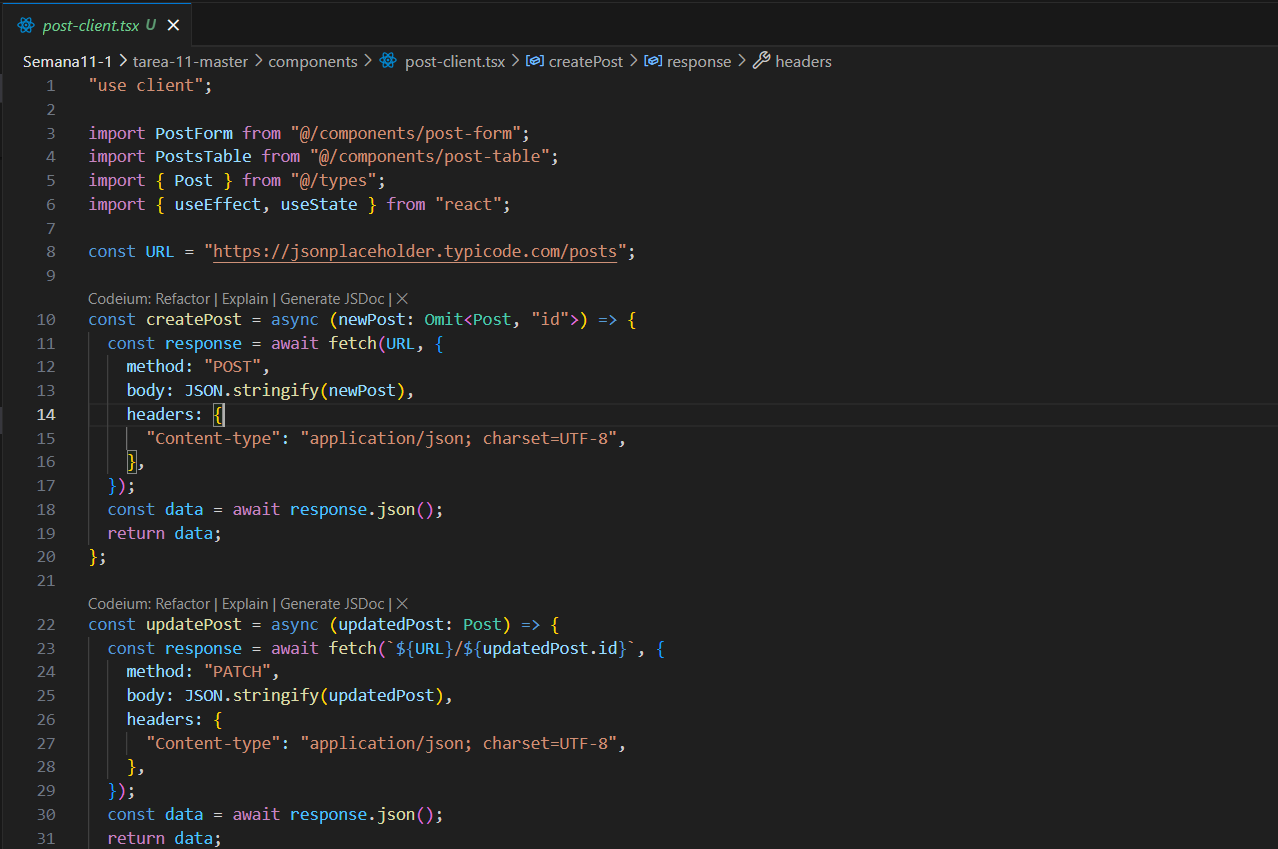 post-client.tsx U ×
Semana11-1 > tarea-11-master > components > post-client.tsx > createPost > response > headers
1 "use client";
2
3 import PostForm from "@/components/post-form";
4 import PostsTable from "@/components/post-table";
5 import { Post } from "@/types";
6 import { useEffect, useState } from "react";
7
8 const URL = "https://jsonplaceholder.typicode.com/posts";
9
Codeium: Refactor | Explain | Generate JSDoc | ×
10 const createPost = async (newPost: Omit<Post, "id">) => {
11   const response = await fetch(URL, {
12     method: "POST",
13     body: JSON.stringify(newPost),
14     headers: {
15       "Content-type": "application/json; charset=UTF-8",
16     },
17   });
18   const data = await response.json();
19   return data;
20 };
21
Codeium: Refactor | Explain | Generate JSDoc | ×
22 const updatePost = async (updatedPost: Post) => {
23   const response = await fetch(`${URL}/${updatedPost.id}`, {
24     method: "PATCH",
25     body: JSON.stringify(updatedPost),
26     headers: {
27       "Content-type": "application/json; charset=UTF-8",
28     },
29   });
30   const data = await response.json();
31   return data;